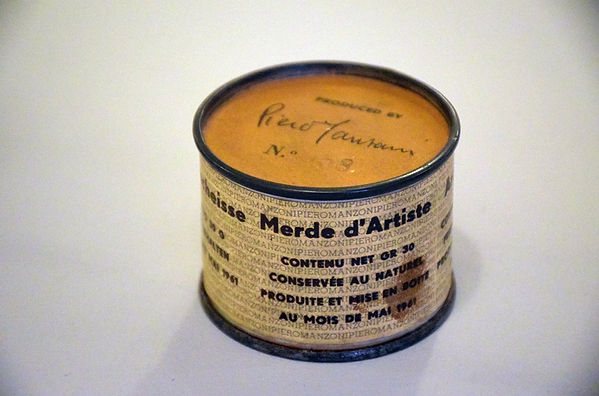 PRODUCED BY
Piero Manzoni
N.º
Merde d'Artiste
CONTENU NET GR 30
CONSERVÉE AU NATUREL
PRODUITE ET MISE EN BOITE
AU MOIS DE MAI 1961
PIEROMANZONIPIEROMANZONIPIEROMANZONI